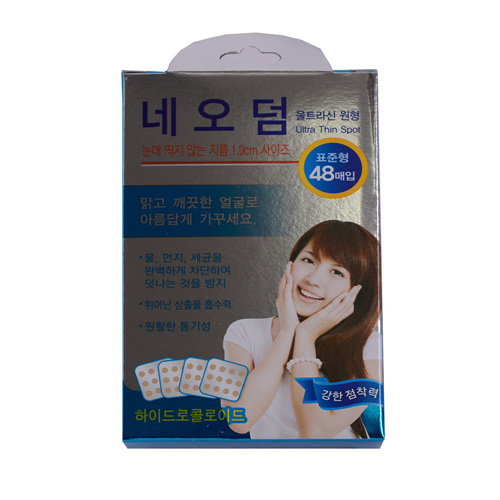 네오덤
울트라신 원형
Ultra Thin Spot
눈에 띄지 않는 지름 1.0cm 사이즈
표준형
48매입
맑고 깨끗한 얼굴로
아름답게 가꾸세요.
•물, 먼지, 세균을
완벽하게 차단하여
덧나는 것을 방지
•뛰어난 삼출물 흡수력
•원활한 통기성
강한 점착력
하이드로콜로이드